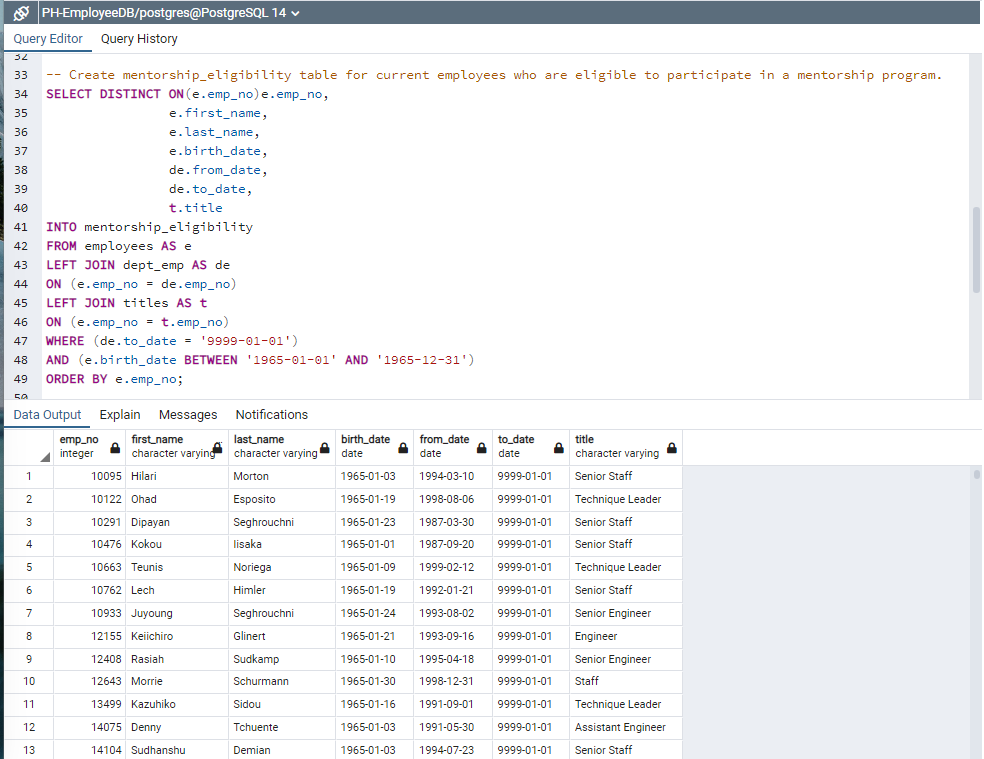 PH-EmployeeDB/postgres@PostgreSQL 14
Query Editor Query History
32
33 -- Create mentorship_eligibility table for current employees who are eligible to participate in a mentorship program.
34 SELECT DISTINCT ON(e.emp_no)e.emp_no,
35 e.first_name,
36 e.last_name,
37 e.birth_date,
38 de.from_date,
39 de.to_date,
40 t.title
41 INTO mentorship_eligibility
42 FROM employees AS e
43 LEFT JOIN dept_emp AS de
44 ON (e.emp_no = de.emp_no)
45 LEFT JOIN titles AS t
46 ON (e.emp_no = t.emp_no)
47 WHERE (de.to_date = '9999-01-01')
48 AND (e.birth_date BETWEEN '1965-01-01' AND '1965-12-31')
49 ORDER BY e.emp_no;
50
Data Output Explain Messages Notifications
emp_no first_name last_name birth_date from_date to_date title
integer character varying character varying date date date character varying
1 10095 Hilari Morton 1965-01-03 1994-03-10 9999-01-01 Senior Staff
2 10122 Ohad Esposito 1965-01-19 1998-08-06 9999-01-01 Technique Leader
3 10291 Dipayan Seghrouchni 1965-01-23 1987-03-30 9999-01-01 Senior Staff
4 10476 Kokou Iisaka 1965-01-01 1987-09-20 9999-01-01 Senior Staff
5 10663 Teunis Noriega 1965-01-09 1999-02-12 9999-01-01 Technique Leader
6 10762 Lech Himler 1965-01-19 1992-01-21 9999-01-01 Senior Staff
7 10933 Juyoung Seghrouchni 1965-01-24 1993-08-02 9999-01-01 Senior Engineer
8 12155 Keiichiro Glinert 1965-01-21 1993-09-16 9999-01-01 Engineer
9 12408 Rasiah Sudkamp 1965-01-10 1995-04-18 9999-01-01 Senior Engineer
10 12643 Morrie Schurmann 1965-01-30 1998-12-31 9999-01-01 Staff
11 13499 Kazuhiko Sidou 1965-01-16 1991-09-01 9999-01-01 Technique Leader
12 14075 Denny Tchuente 1965-01-03 1991-05-30 9999-01-01 Assistant Engineer
13 14104 Sudhanshu Demian 1965-01-03 1994-07-23 9999-01-01 Senior Staff